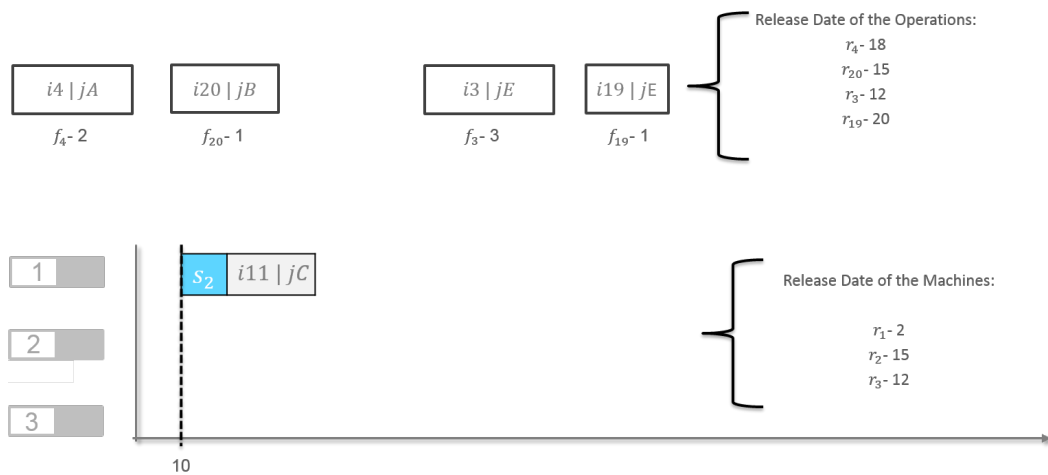 Release Date of the Operations:
r₄- 18
r₂₀- 15
r₃- 12
r₁₉- 20
i4 | jA
i20 | jB
i3 | jE
i19 | jE
f₄- 2
f₂₀- 1
f₃- 3
f₁₉- 1
1
s₂
i11 | jC
2
3
10
Release Date of the Machines:
r₁- 2
r₂- 15
r₃- 12